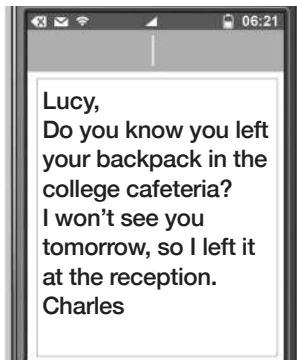 06:21
Lucy,
Do you know you left
your backpack in the
college cafeteria?
I won't see you
tomorrow, so I left it
at the reception.
Charles